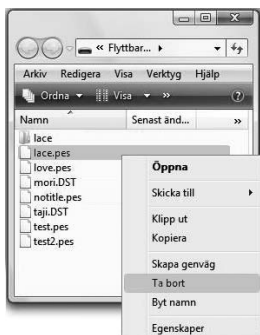 « Flyttbar...
Arkiv Redigera Visa Verktyg Hjälp
Ordna Visa »
Namn Senast änd... »
lace
lace.pes
love.pes
mori.DST
notitle.pes
taji.DST
test.pes
test2.pes
Öppna
Skicka till
Klipp ut
Kopiera
Skapa genväg
Ta bort
Byt namn
Egenskaper